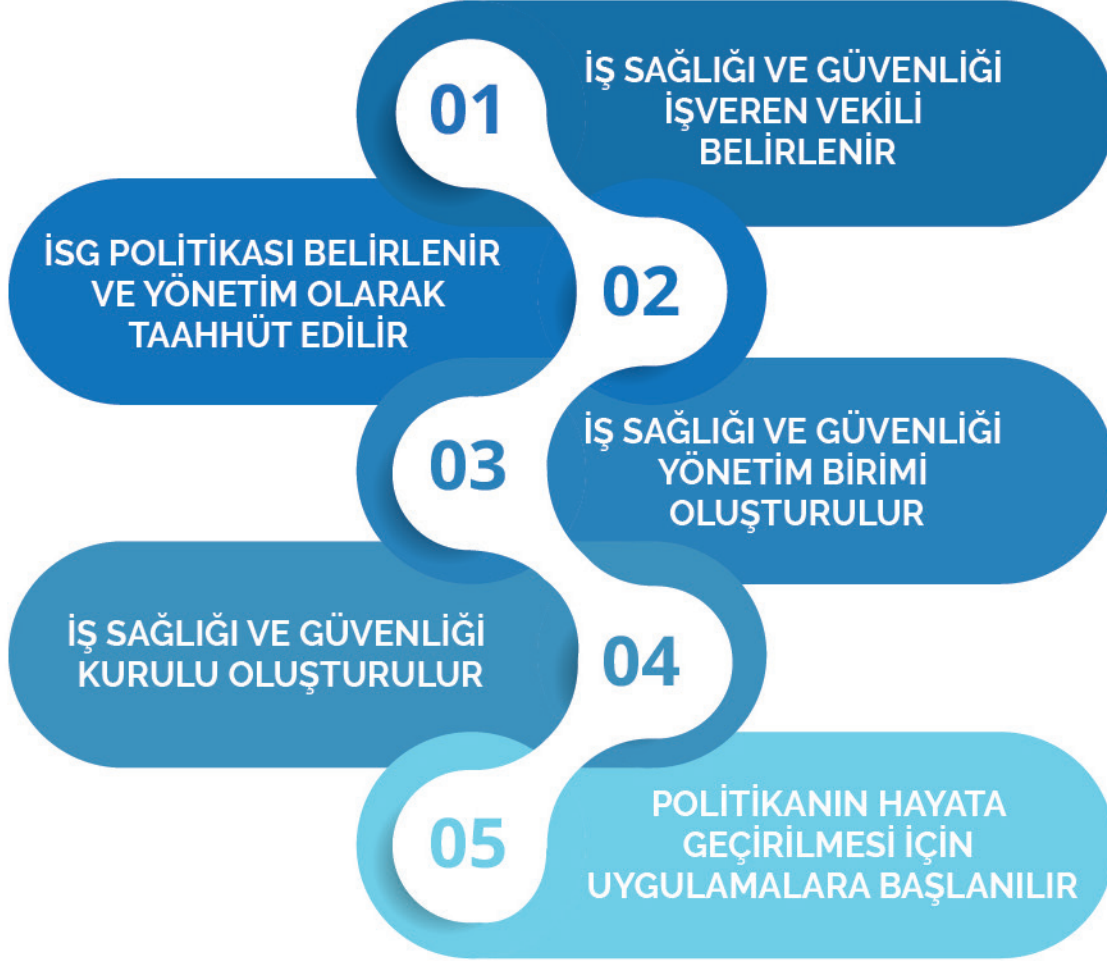 01
İŞ SAĞLIĞI VE GÜVENLİĞİ
İŞVEREN VEKİLİ
BELİRLENİR
02
İSG POLİTİKASI BELİRLENİR
VE YÖNETİM OLARAK
TAAHHÜT EDİLİR
03
İŞ SAĞLIĞI VE GÜVENLİĞİ
YÖNETİM BİRİMİ
OLUŞTURULUR
04
İŞ SAĞLIĞI VE GÜVENLİĞİ
KURULU OLUŞTURULUR
05
POLİTİKANIN HAYATA
GEÇİRİLMESİ İÇİN
UYGULAMALARA BAŞLANILIR